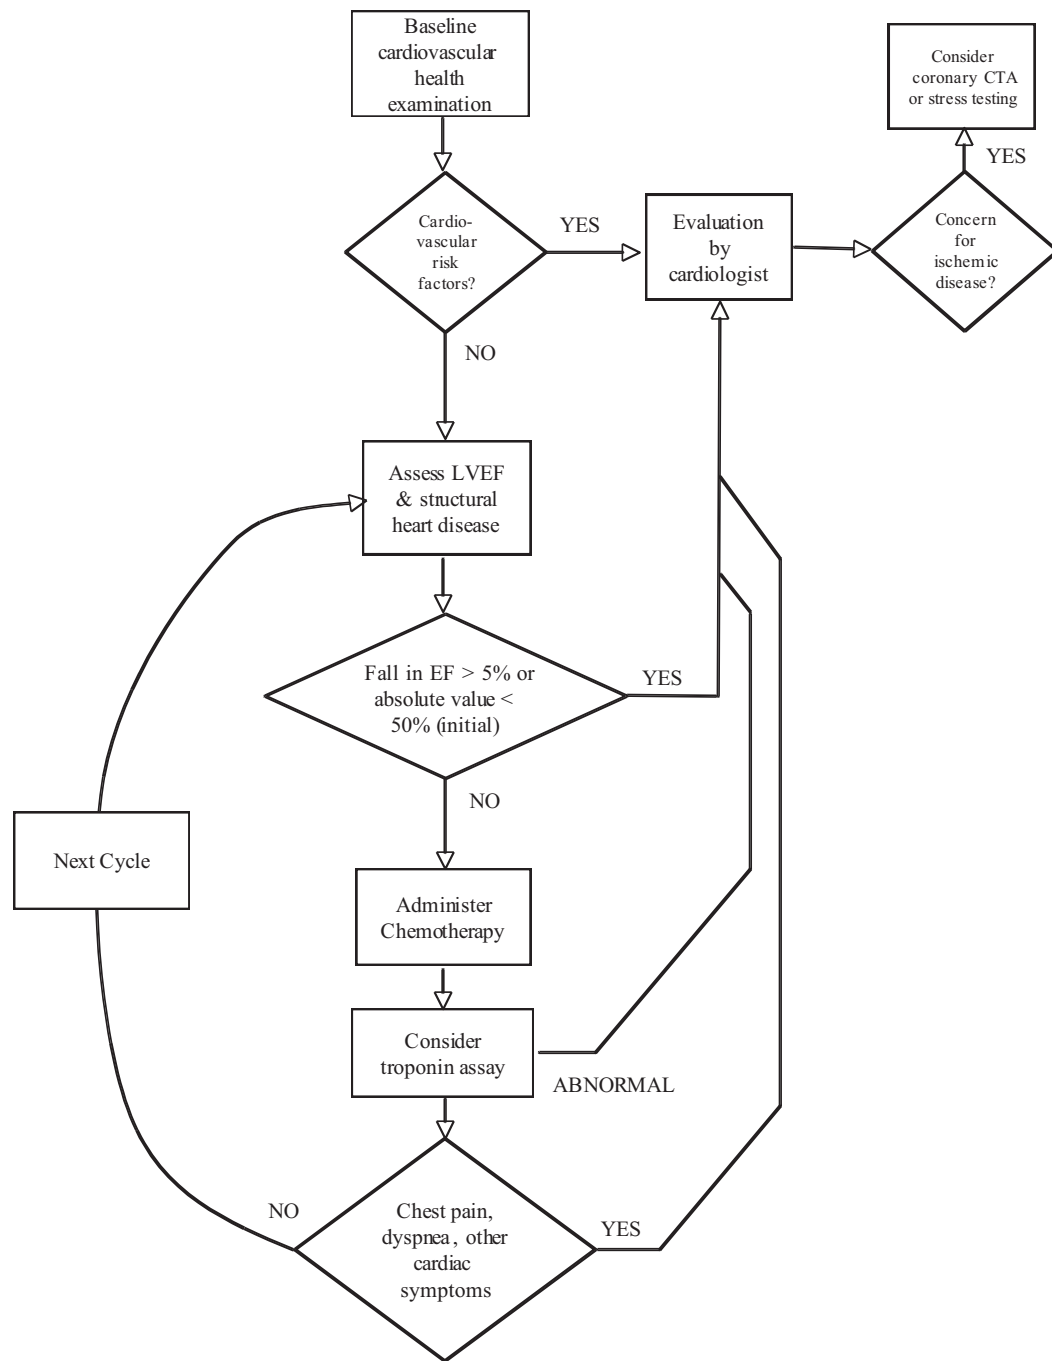 Baseline
cardiovascular
health
examination
Consider
coronary CTA
or stress testing
YES
Cardio-
vascular
risk
factors?
YES
Evaluation
by
cardiologist
Concern
for
ischemic
disease?
NO
Assess LVEF
& structural
heart disease
Fall in EF > 5% or
absolute value <
50% (initial)
YES
NO
Next Cycle
Administer
Chemotherapy
Consider
troponin assay
ABNORMAL
NO
Chest pain,
dyspnea, other
cardiac
symptoms
YES